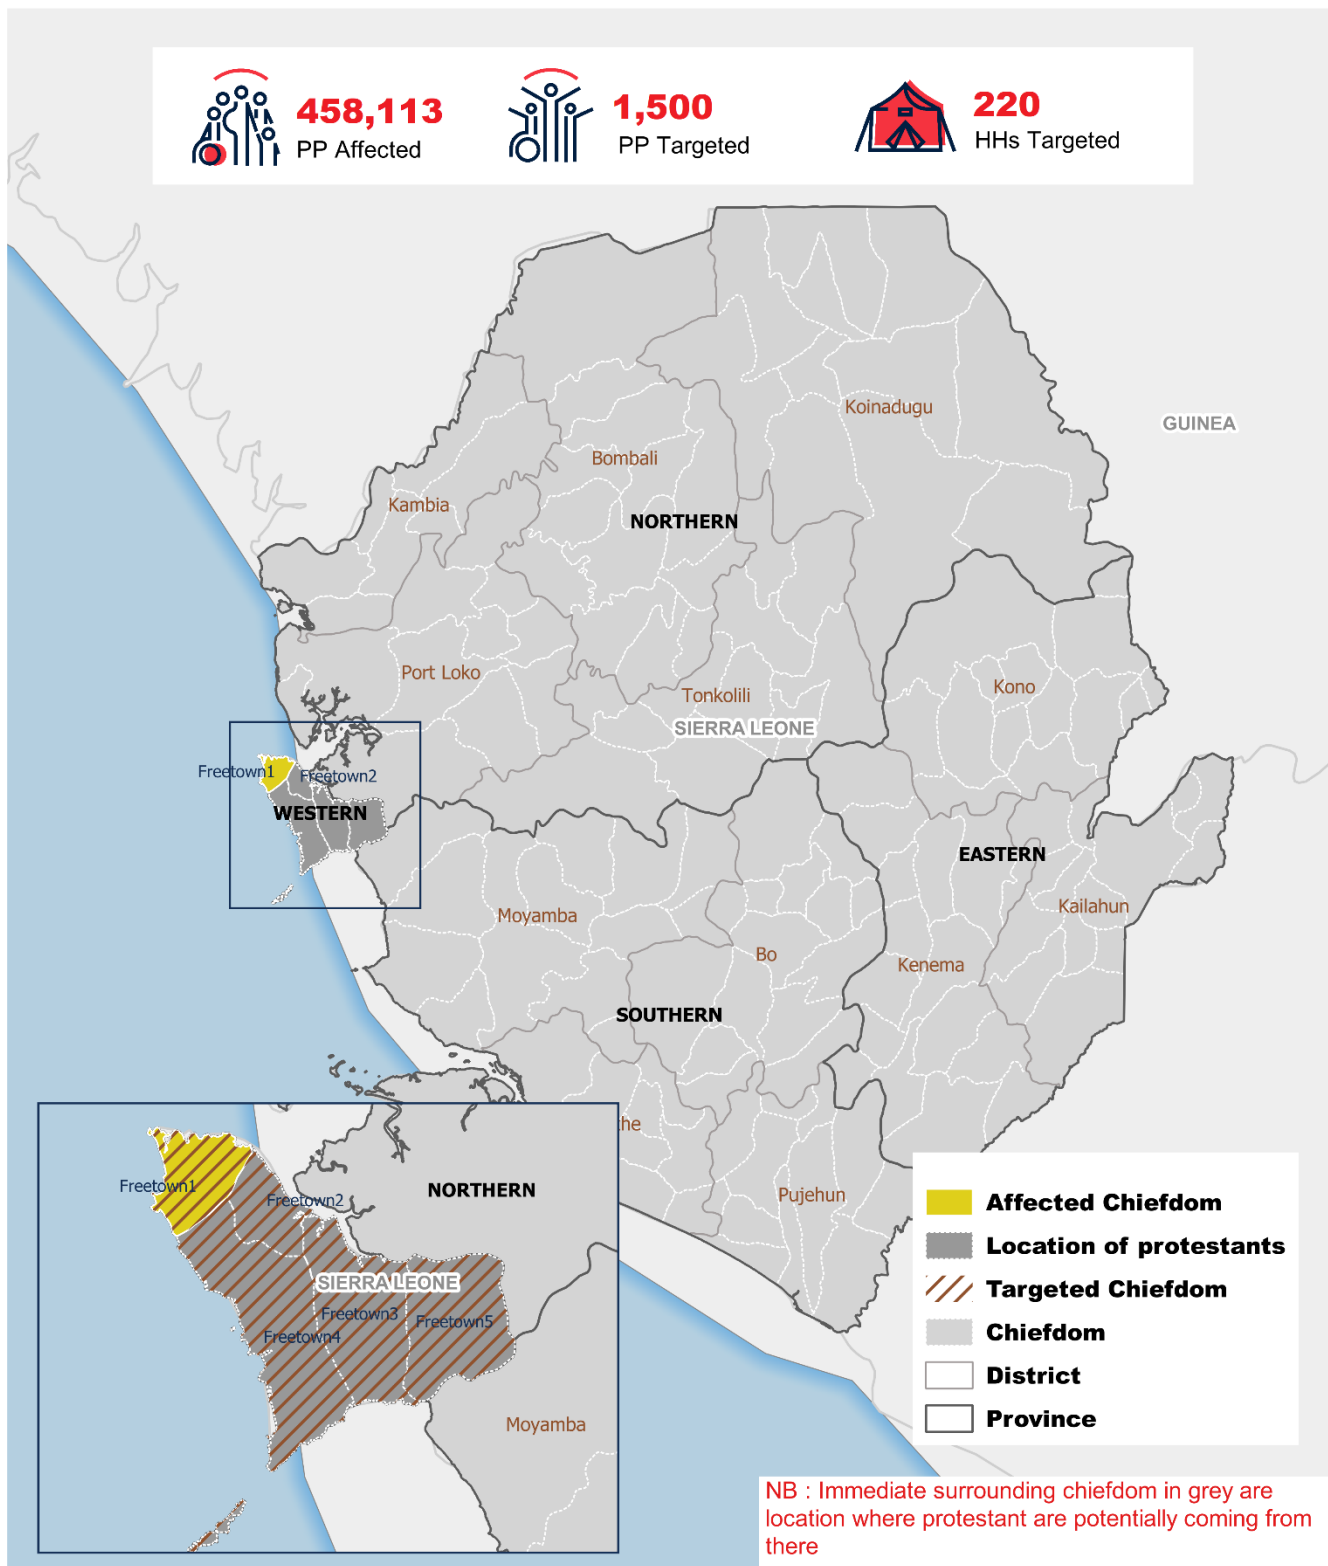 458,113
PP Affected
1,500
PP Targeted
220
HHs Targeted
Koinadugu
GUINEA
Bombali
Kambia
NORTHERN
Port Loko
Tonkolili
Kono
SIERRA LEONE
Freetown1
Freetown2
WESTERN
EASTERN
Moyamba
Kailahun
Bo
Kenema
SOUTHERN
the
Pujehun
Freetown1
Freetown2
NORTHERN
SIERRA LEONE
Freetown3
Freetown5
Freetown4
Moyamba
Affected Chiefdom
Location of protestants
Targeted Chiefdom
Chiefdom
District
Province
NB : Immediate surrounding chiefdom in grey are
location where protestant are potentially coming from
there